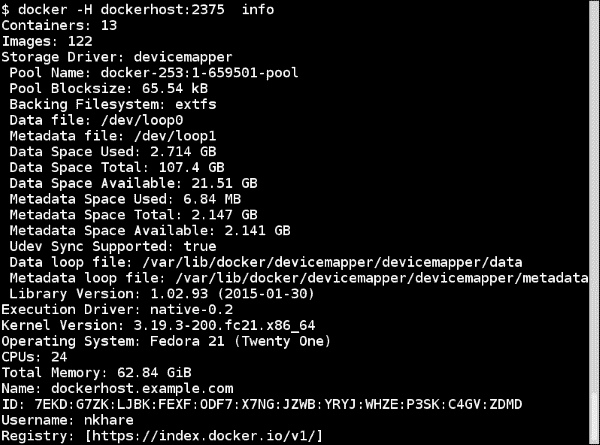 $ docker -H dockerhost:2375  info
Containers: 13
Images: 122
Storage Driver: devicemapper
 Pool Name: docker-253:1-659501-pool
 Pool Blocksize: 65.54 kB
 Backing Filesystem: extfs
 Data file: /dev/loop0
 Metadata file: /dev/loop1
 Data Space Used: 2.714 GB
 Data Space Total: 107.4 GB
 Data Space Available: 21.51 GB
 Metadata Space Used: 6.84 MB
 Metadata Space Total: 2.147 GB
 Metadata Space Available: 2.141 GB
 Udev Sync Supported: true
 Data loop file: /var/lib/docker/devicemapper/devicemapper/data
 Metadata loop file: /var/lib/docker/devicemapper/devicemapper/metadata
 Library Version: 1.02.93 (2015-01-30)
Execution Driver: native-0.2
Kernel Version: 3.19.3-200.fc21.x86_64
Operating System: Fedora 21 (Twenty One)
CPUs: 24
Total Memory: 62.84 GiB
Name: dockerhost.example.com
ID: 7EKD:G7ZK:LJBK:FEXF:ODF7:X7NG:JZWB:YRYJ:WHZE:P3SK:C4GV:ZDMD
Username: nkhare
Registry: [https://index.docker.io/v1/]